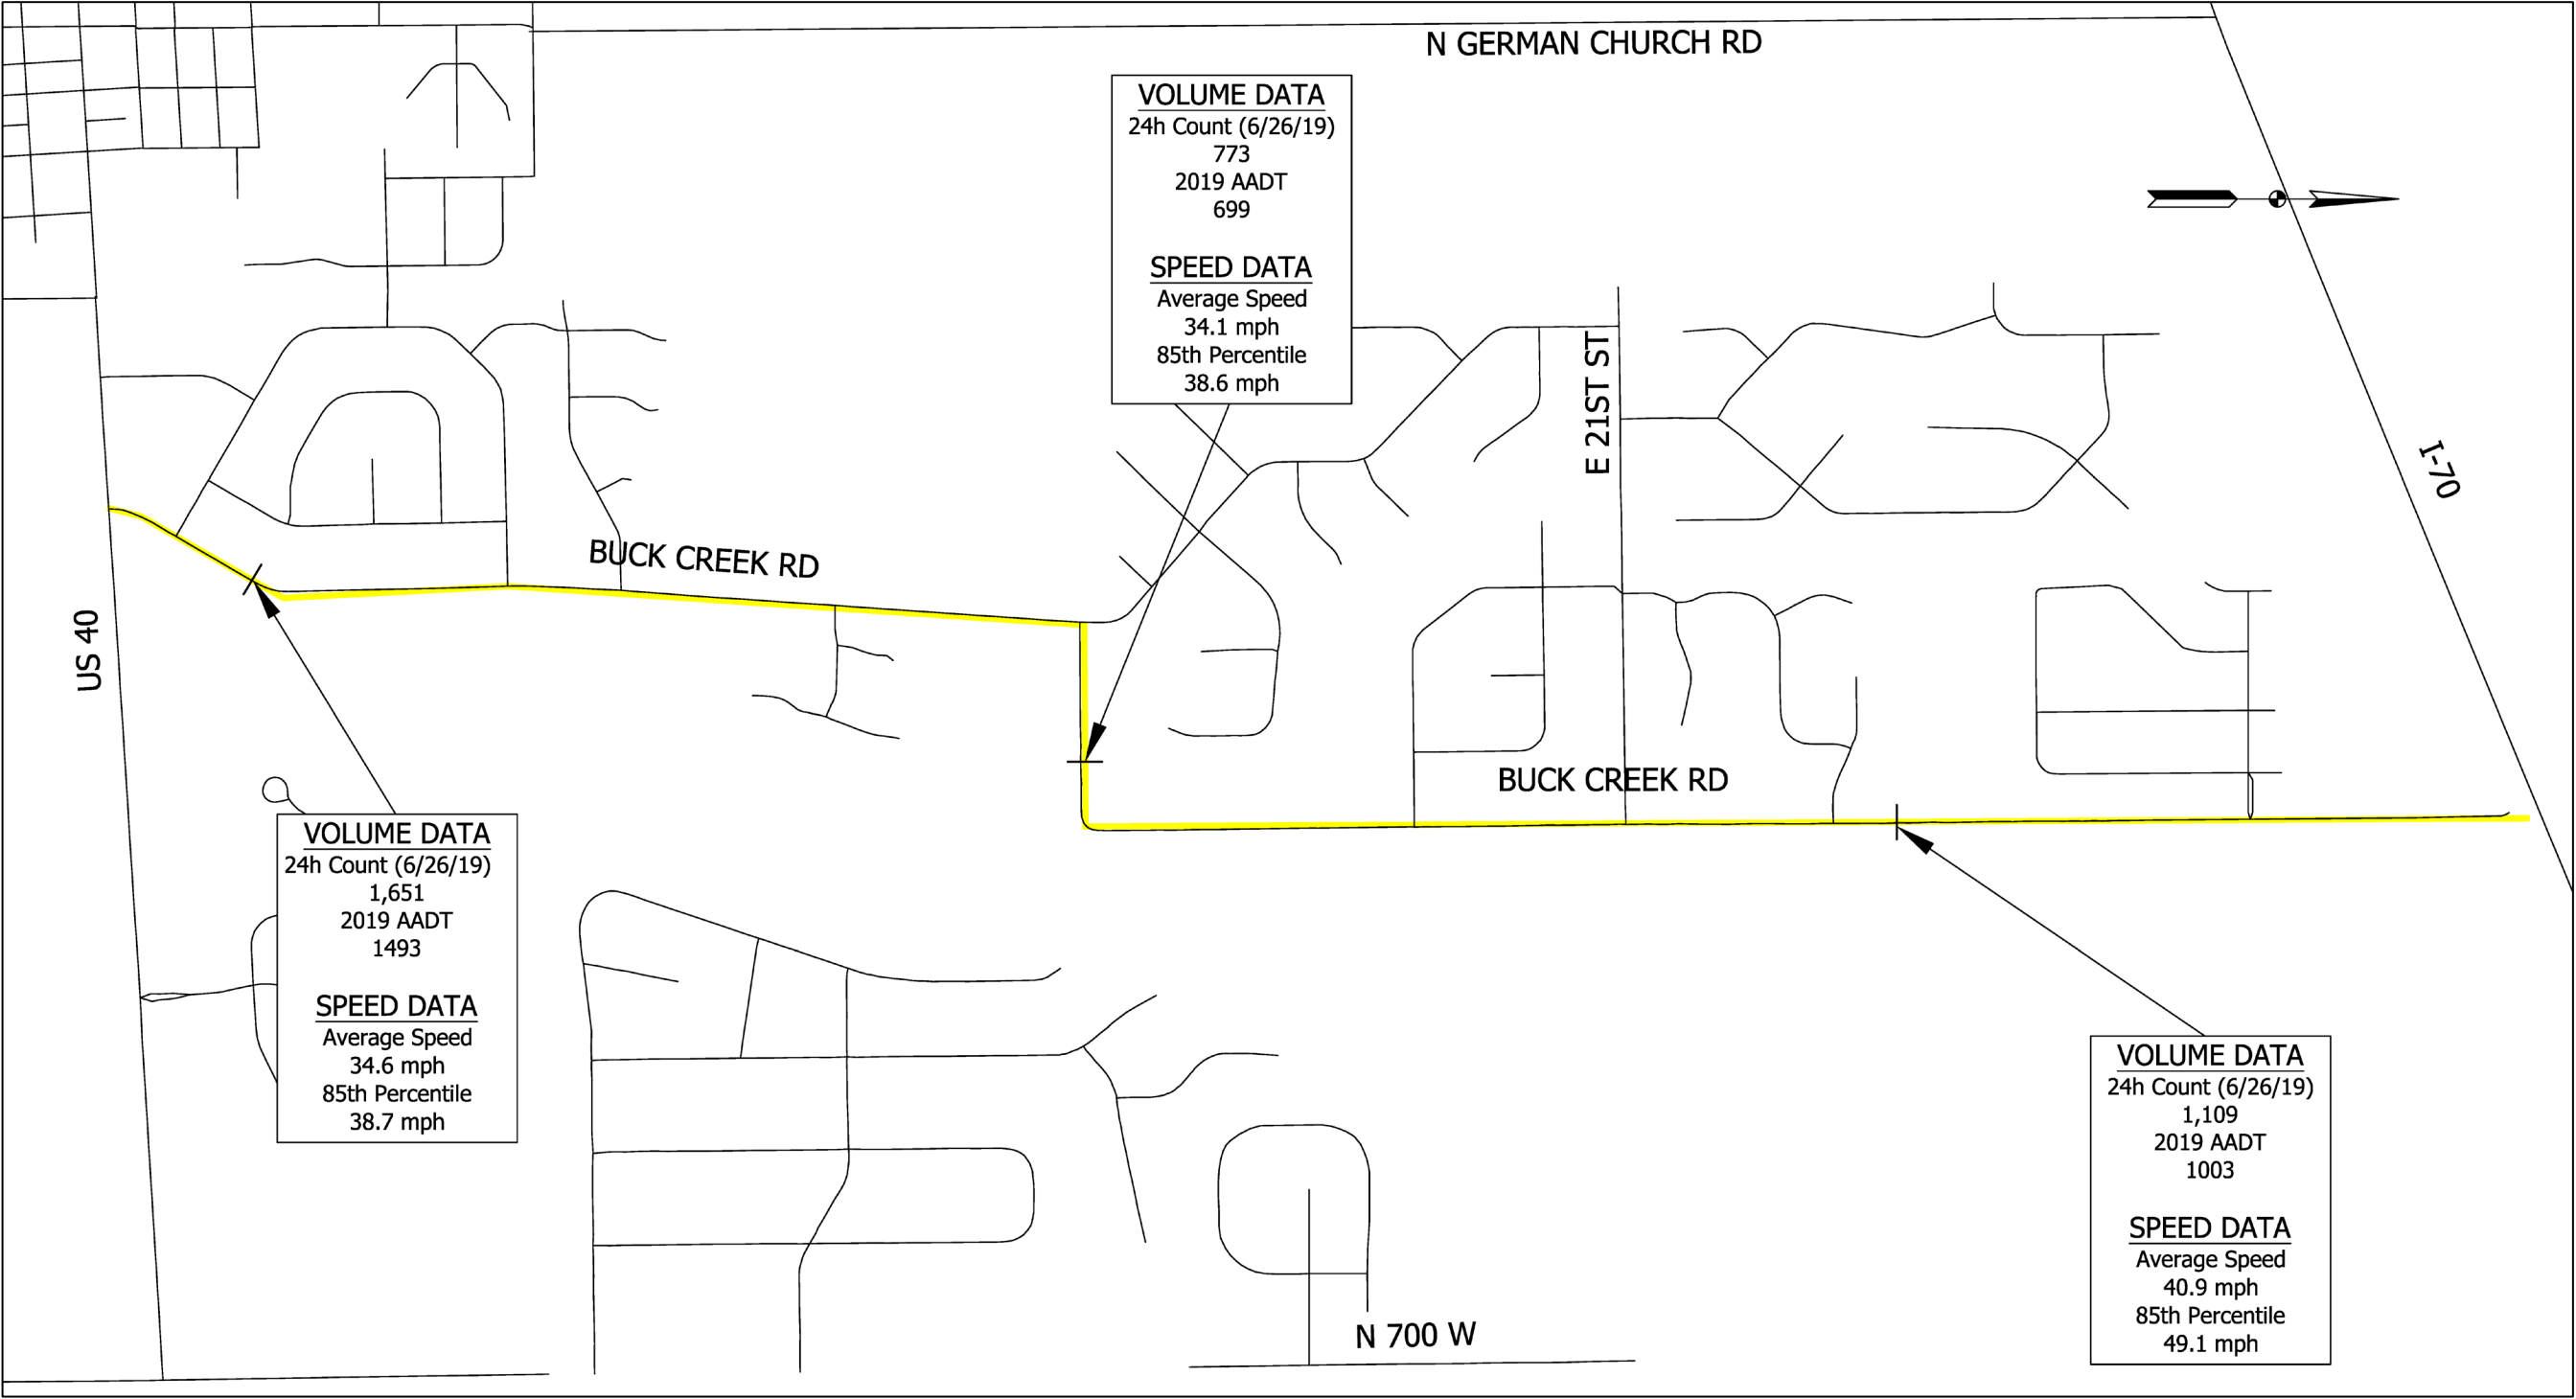 N GERMAN CHURCH RD
VOLUME DATA
24h Count (6/26/19)
773
2019 AADT
699
SPEED DATA
Average Speed
34.1 mph
85th Percentile
38.6 mph
E 21ST ST
I-70
BUCK CREEK RD
US 40
BUCK CREEK RD
VOLUME DATA
24h Count (6/26/19)
1,651
2019 AADT
1493
SPEED DATA
Average Speed
34.6 mph
85th Percentile
38.7 mph
VOLUME DATA
24h Count (6/26/19)
1,109
2019 AADT
1003
SPEED DATA
Average Speed
40.9 mph
85th Percentile
49.1 mph
N 700 W